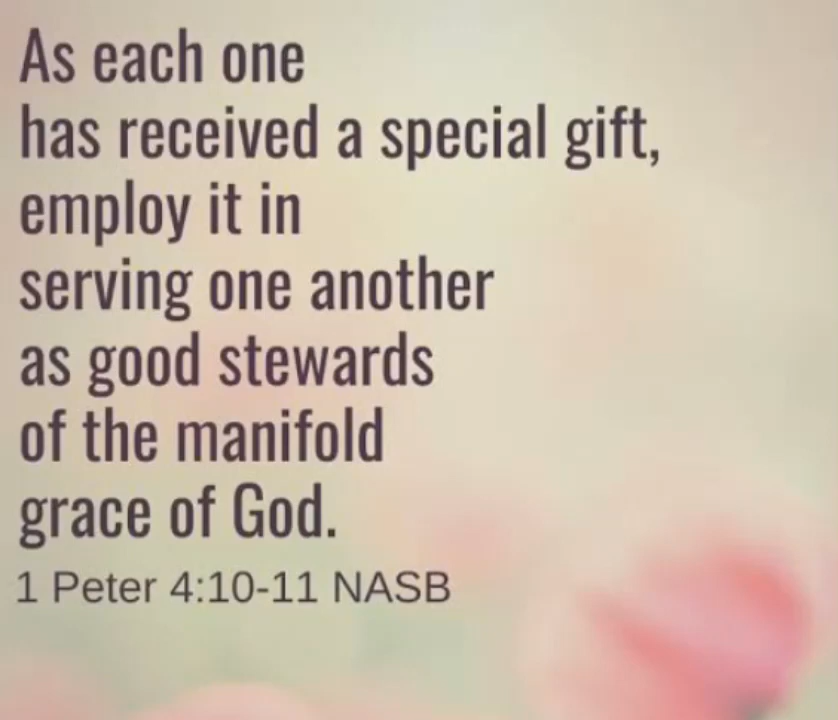 As each one
has received a special gift,
employ it in
serving one another
as good stewards
of the manifold
grace of God.
1 Peter 4:10-11 NASB